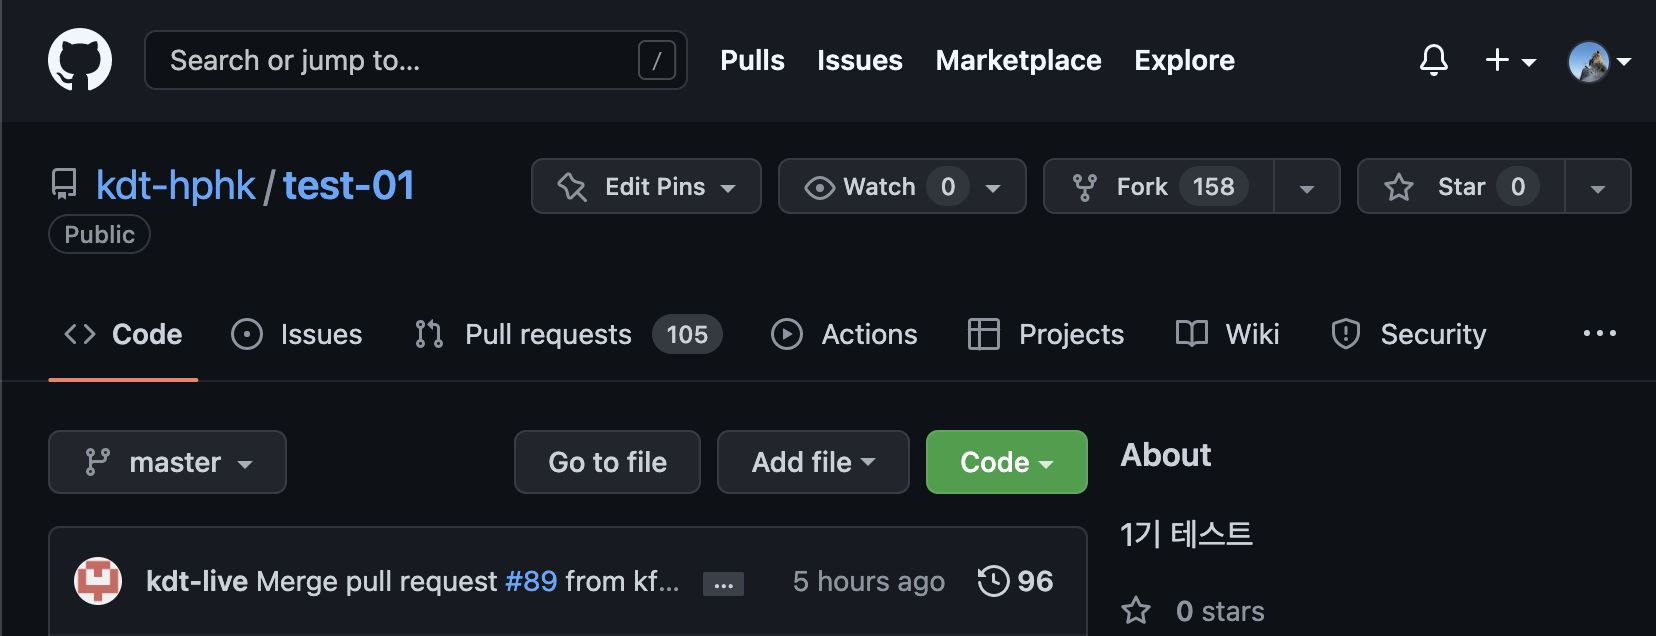 Search or jump to... / Pulls Issues Marketplace Explore
kdt-hphk / test-01 Edit Pins Watch 0 Fork 158 Star 0
Public
Code Issues Pull requests 105 Actions Projects Wiki Security ...
master Go to file Add file Code About
1기 테스트
kdt-live Merge pull request #89 from kf... ... 5 hours ago 96
0 stars